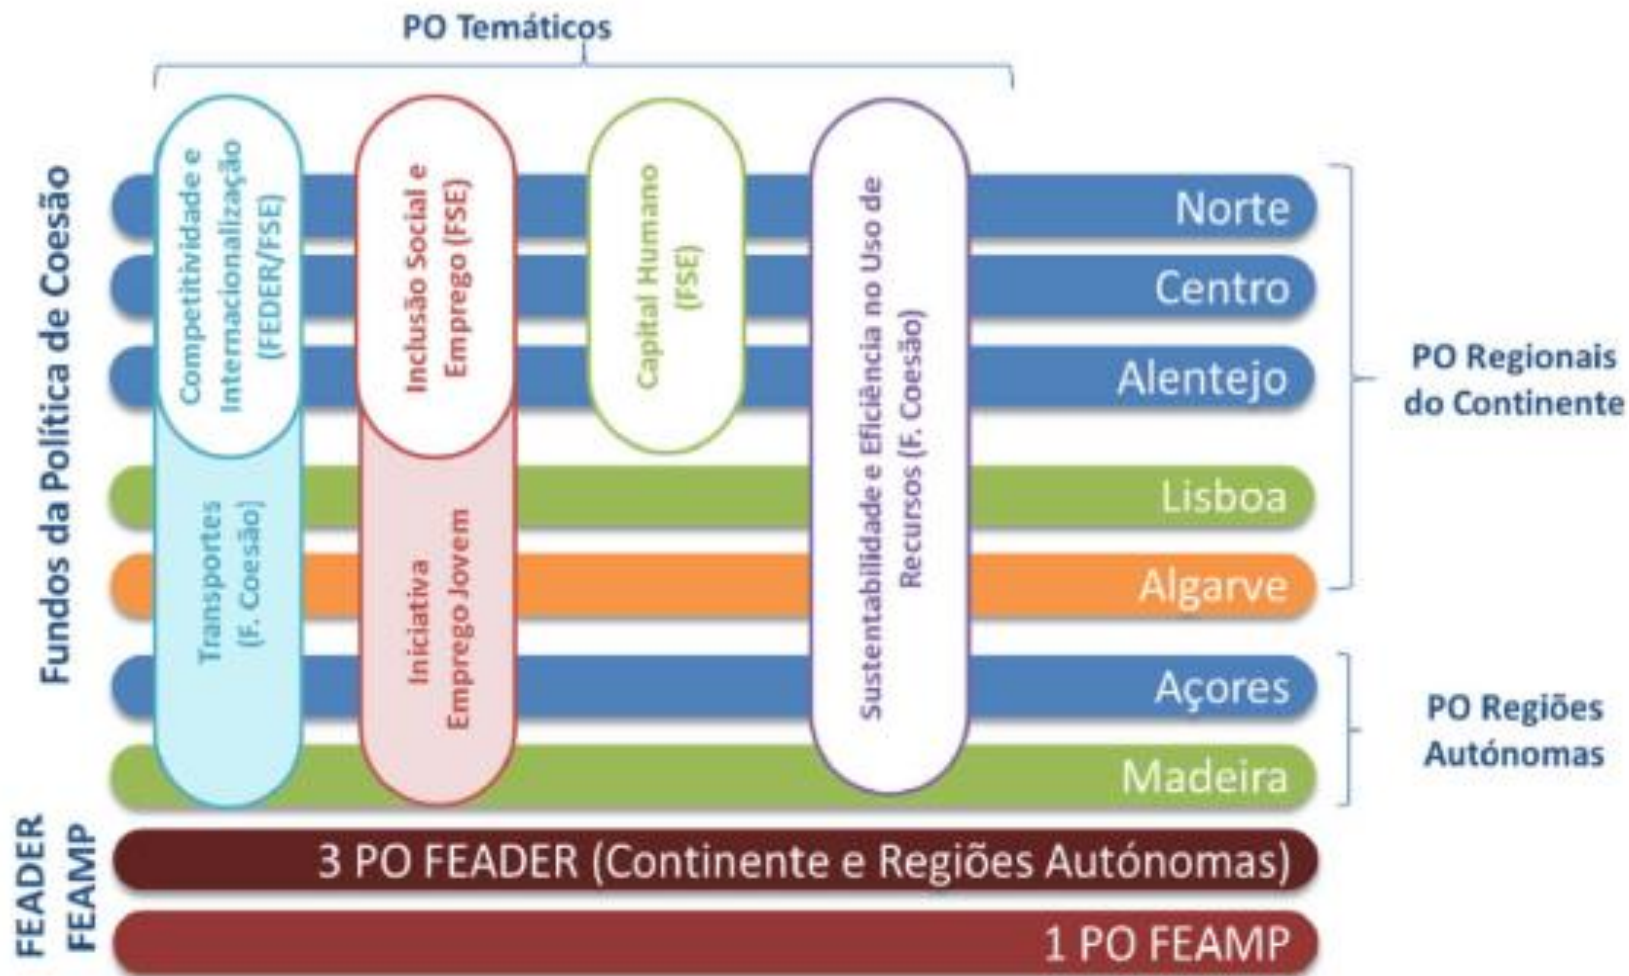 PO Temáticos
Fundos da Política de Coesão
Competitividade e
Internacionalização
(FEDER/FSE)
Transportes
(F. Coesão)
Inclusão Social e
Emprego (FSE)
Iniciativa
Emprego Jovem
Capital Humano
(FSE)
Sustentabilidade e Eficiência no Uso de
Recursos (F. Coesão)
Norte
Centro
Alentejo
Lisboa
Algarve
Açores
Madeira
PO Regionais
do Continente
PO Regiões
Autónomas
FEADER
FEAMP
3 PO FEADER (Continente e Regiões Autónomas)
1 PO FEAMP